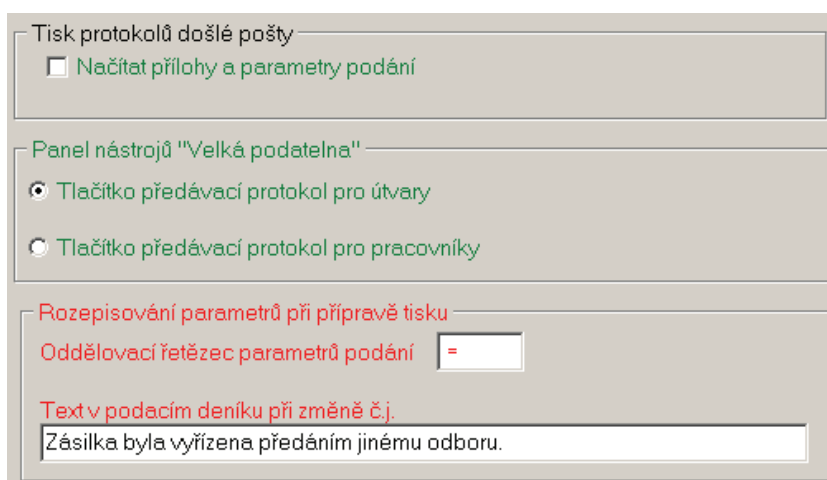 Tisk protokolů došlé pošty
Načítat přílohy a parametry podání
Panel nástrojů "Velká podatelna"
Tlačítko předávací protokol pro útvary
Tlačítko předávací protokol pro pracovníky
Rozepisování parametrů při přípravě tisku
Oddělovací řetězec parametrů podání =
Text v podacím deníku při změně č.j.
Zásilka byla vyřízena předáním jinému odboru.